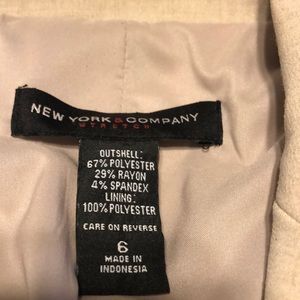 NEW YORK & COMPANY
STRETCH
OUTSHELL:
67% POLYESTER
29% RAYON
4% SPANDEX
LINING:
100% POLYESTER
CARE ON REVERSE
6
MADE IN
INDONESIA